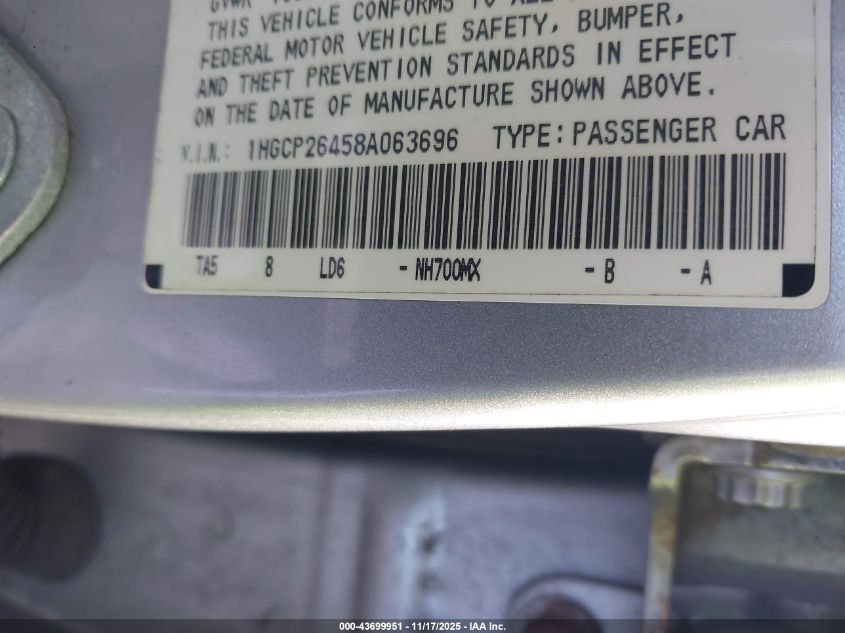 THIS VEHICLE CONFORMS TO ALL
FEDERAL MOTOR VEHICLE SAFETY, BUMPER,
AND THEFT PREVENTION STANDARDS IN EFFECT
ON THE DATE OF MANUFACTURE SHOWN ABOVE.
V.I.N.: 1HGCP26458A063696 TYPE: PASSENGER CAR
TA5 8 LD6 - NH700MX - B - A
000-43699951 - 11/17/2025 - IAA Inc.